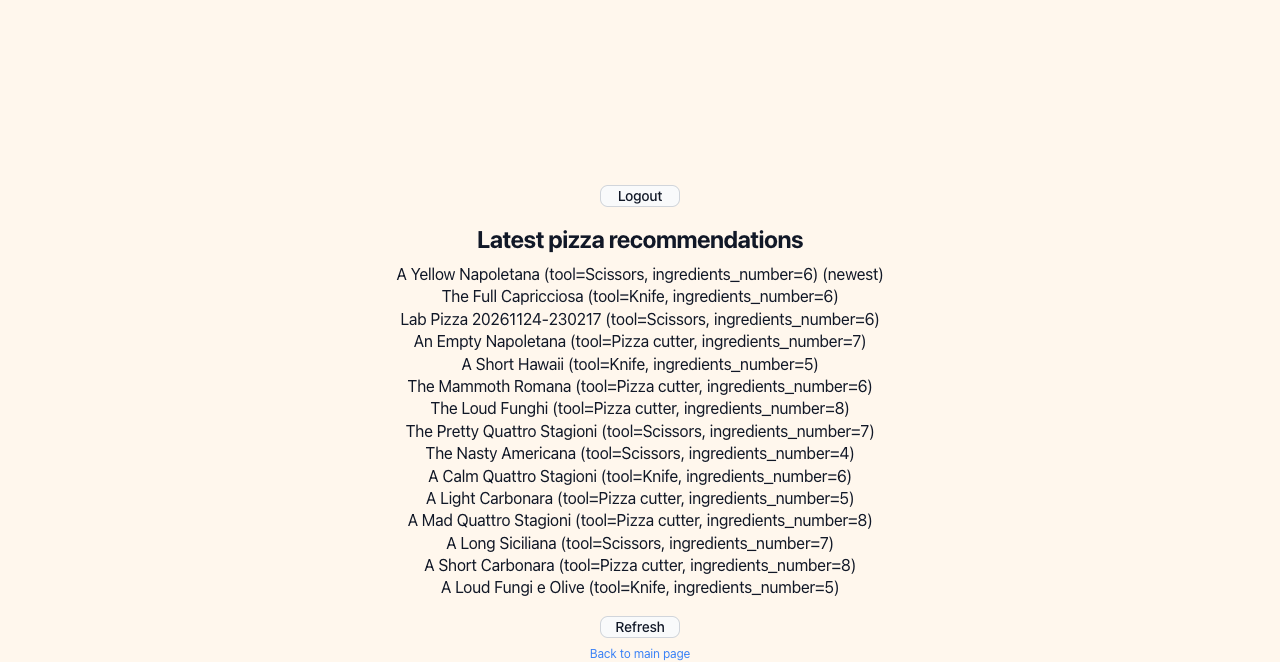 Logout
Latest pizza recommendations
A Yellow Napoletana (tool=Scissors, ingredients_number=6) (newest)
The Full Capricciosa (tool=Knife, ingredients_number=6)
Lab Pizza 20261124-230217 (tool=Scissors, ingredients_number=6)
An Empty Napoletana (tool=Pizza cutter, ingredients_number=7)
A Short Hawaii (tool=Knife, ingredients_number=5)
The Mammoth Romana (tool=Pizza cutter, ingredients_number=6)
The Loud Funghi (tool=Pizza cutter, ingredients_number=8)
The Pretty Quattro Stagioni (tool=Scissors, ingredients_number=7)
The Nasty Americana (tool=Scissors, ingredients_number=4)
A Calm Quattro Stagioni (tool=Knife, ingredients_number=6)
A Light Carbonara (tool=Pizza cutter, ingredients_number=5)
A Mad Quattro Stagioni (tool=Pizza cutter, ingredients_number=8)
A Long Siciliana (tool=Scissors, ingredients_number=7)
A Short Carbonara (tool=Pizza cutter, ingredients_number=8)
A Loud Fungi e Olive (tool=Knife, ingredients_number=5)
Refresh
Back to main page